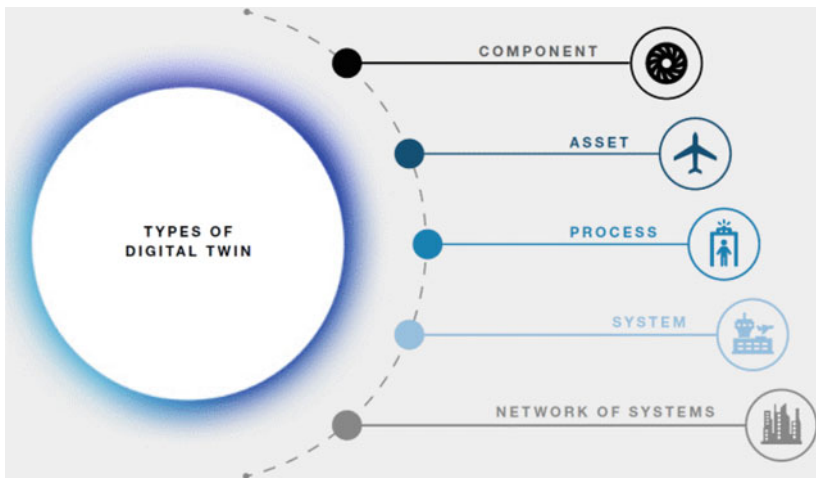 TYPES OF
DIGITAL TWIN
COMPONENT
ASSET
PROCESS
SYSTEM
NETWORK OF SYSTEMS